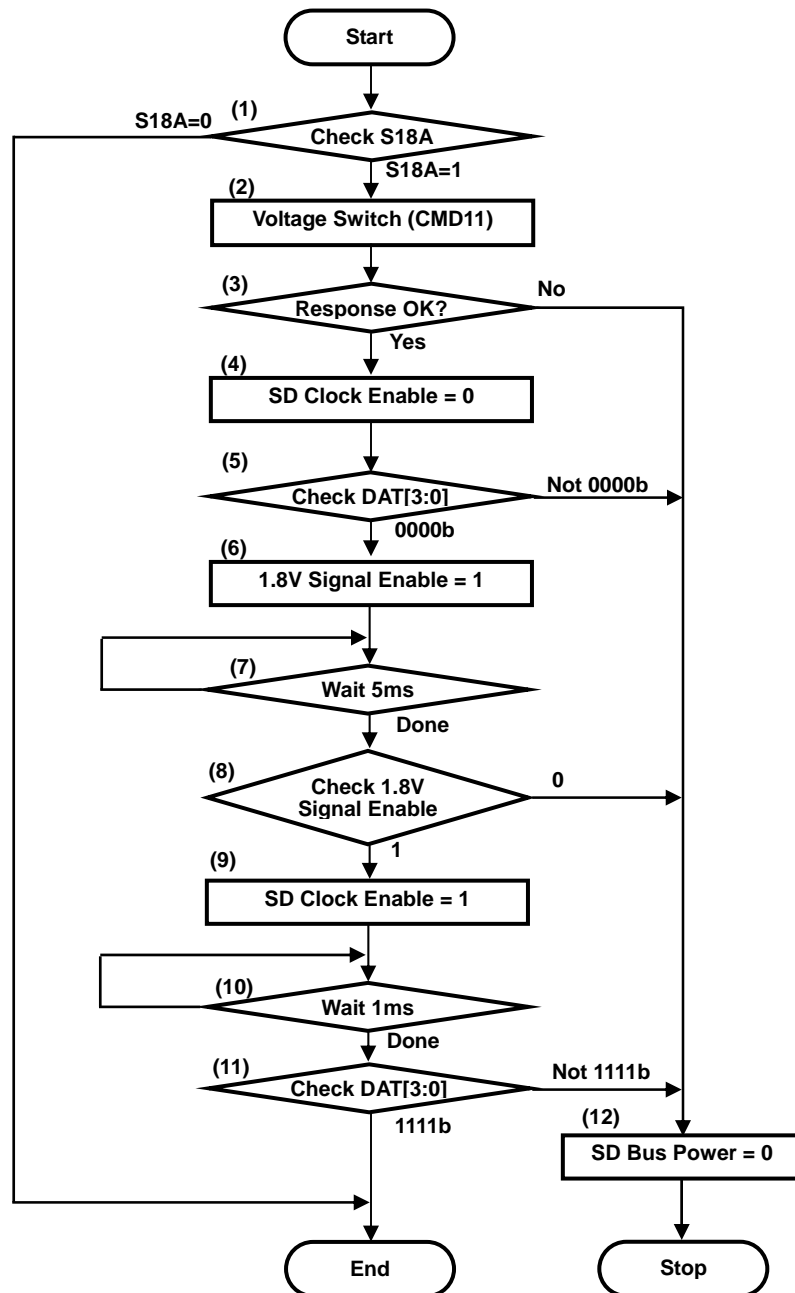 Start
(1)
S18A=0
Check S18A
S18A=1
(2)
Voltage Switch (CMD11)
(3)
No
Response OK?
Yes
(4)
SD Clock Enable = 0
(5)
Not 0000b
Check DAT[3:0]
0000b
(6)
1.8V Signal Enable = 1
(7)
Wait 5ms
Done
(8)
0
Check 1.8V
Signal Enable
1
(9)
SD Clock Enable = 1
(10)
Wait 1ms
Done
(11)
Not 1111b
Check DAT[3:0]
1111b
(12)
SD Bus Power = 0
End
Stop